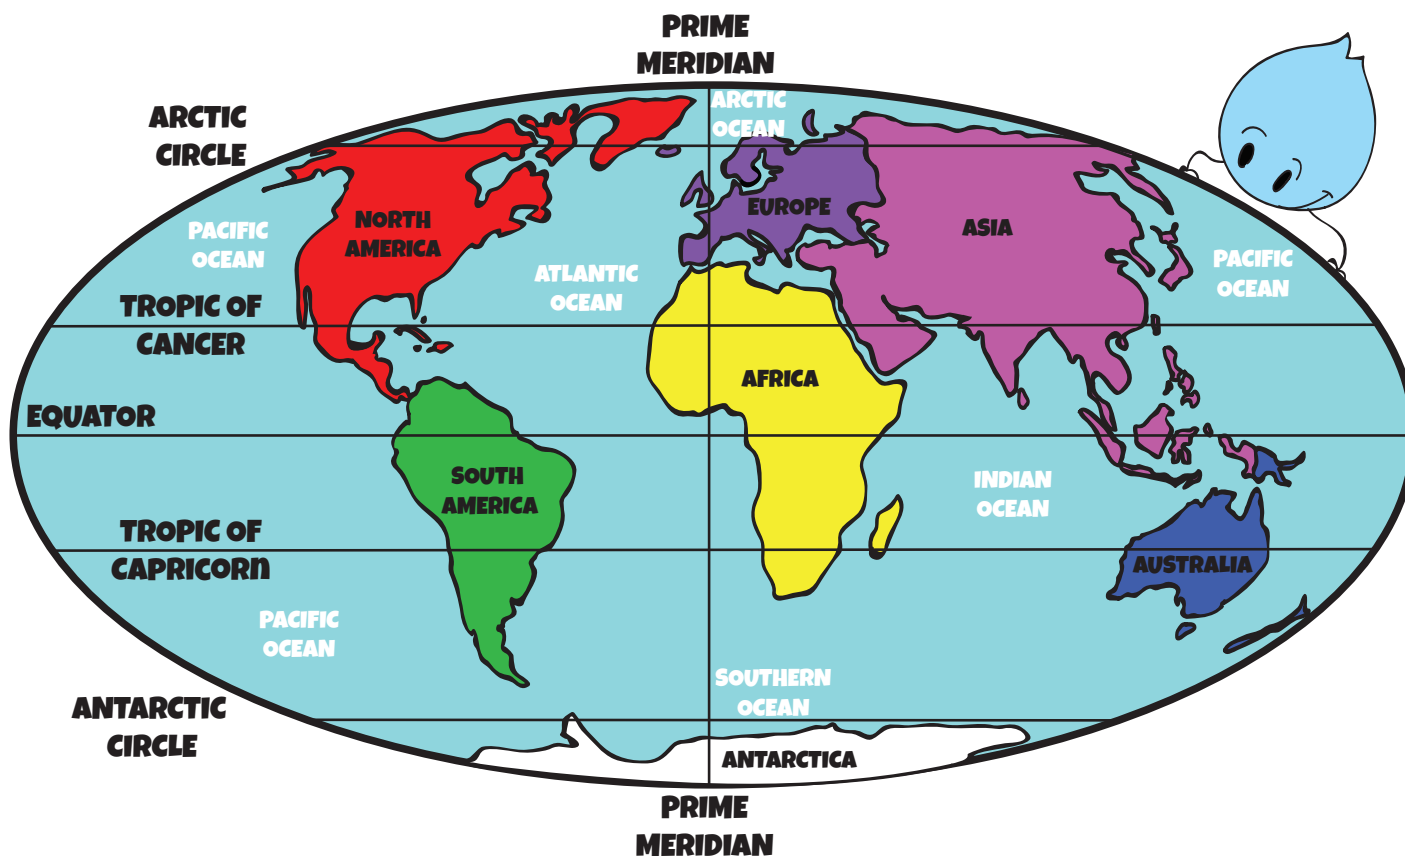 PRIME
MERIDIAN
ARCTIC
OCEAN
ARCTIC
CIRCLE
NORTH
AMERICA
EUROPE
ASIA
PACIFIC
OCEAN
ATLANTIC
OCEAN
PACIFIC
OCEAN
TROPIC OF
CANCER
AFRICA
EQUATOR
SOUTH
AMERICA
INDIAN
OCEAN
TROPIC OF
CAPRICORn
AUSTRALIA
PACIFIC
OCEAN
SOUTHERN
OCEAN
ANTARCTIC
CIRCLE
ANTARCTICA
PRIME
MERIDIAN